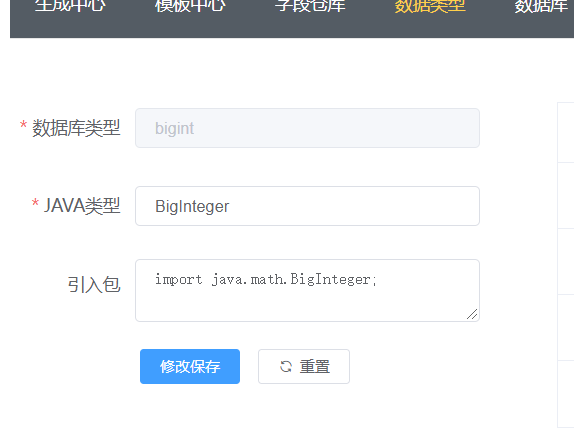 生成中心 模板中心 字段仓库 数据类型 数据库
* 数据库类型 bigint
* JAVA类型 BigInteger
引入包 import java.math.BigInteger;
修改保存 重置